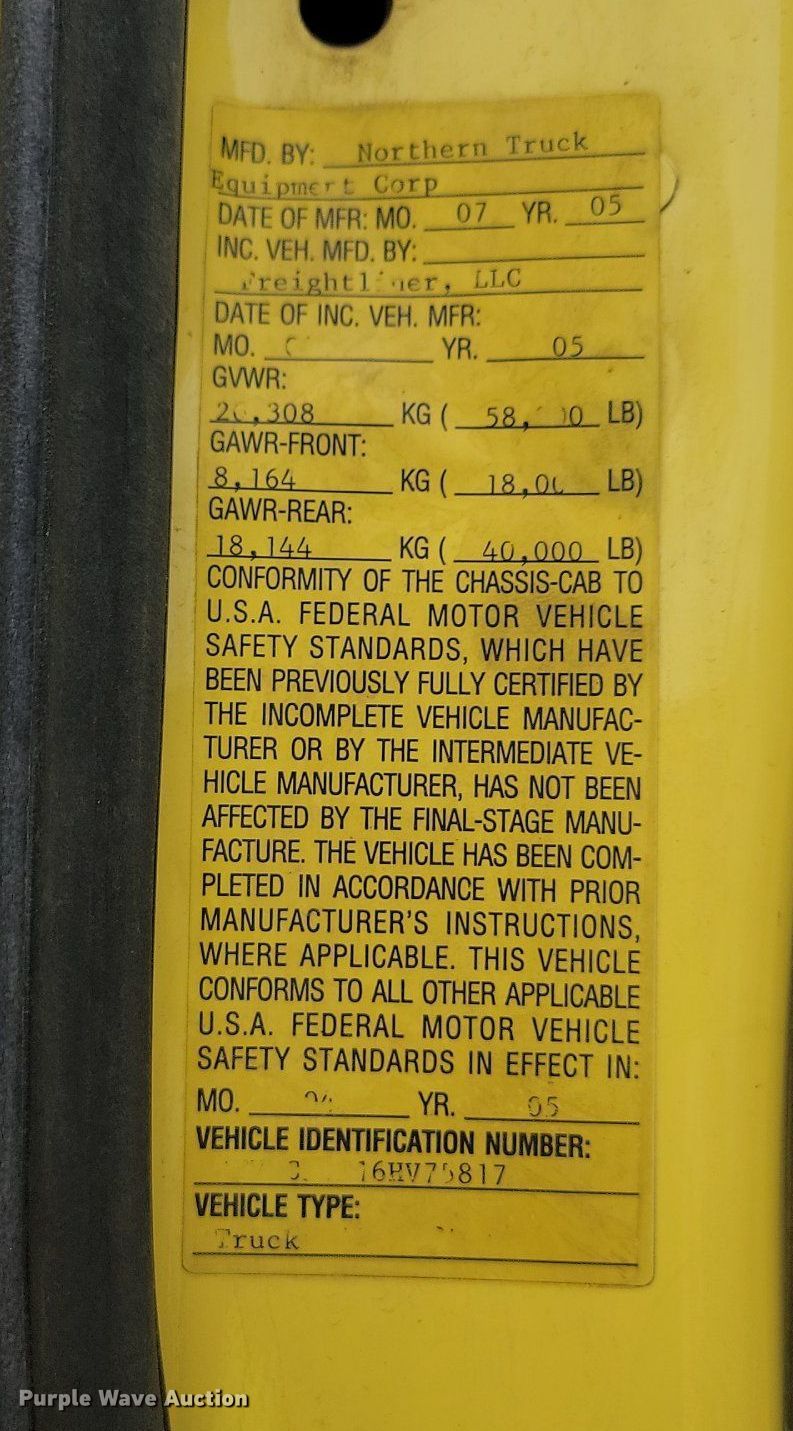 MFD. BY: Northern Truck
Equipment Corp
DATE OF MFR: MO. 07 YR. 05
INC. VEH. MFD. BY:
LLC
DATE OF INC. VEH. MFR:
MO. YR. 05
GVWR:
KG ( LB)
GAWR-FRONT:
8,164 KG ( LB)
GAWR-REAR:
18,144 KG ( 40,000 LB)
CONFORMITY OF THE CHASSIS-CAB TO
U.S.A. FEDERAL MOTOR VEHICLE
SAFETY STANDARDS, WHICH HAVE
BEEN PREVIOUSLY FULLY CERTIFIED BY
THE INCOMPLETE VEHICLE MANUFAC-
TURER OR BY THE INTERMEDIATE VE-
HICLE MANUFACTURER, HAS NOT BEEN
AFFECTED BY THE FINAL-STAGE MANU-
FACTURE. THE VEHICLE HAS BEEN COM-
PLETED IN ACCORDANCE WITH PRIOR
MANUFACTURER'S INSTRUCTIONS,
WHERE APPLICABLE. THIS VEHICLE
CONFORMS TO ALL OTHER APPLICABLE
U.S.A. FEDERAL MOTOR VEHICLE
SAFETY STANDARDS IN EFFECT IN:
MO. YR. 05
VEHICLE IDENTIFICATION NUMBER:
VEHICLE TYPE:
Truck
Purple Wave Auction